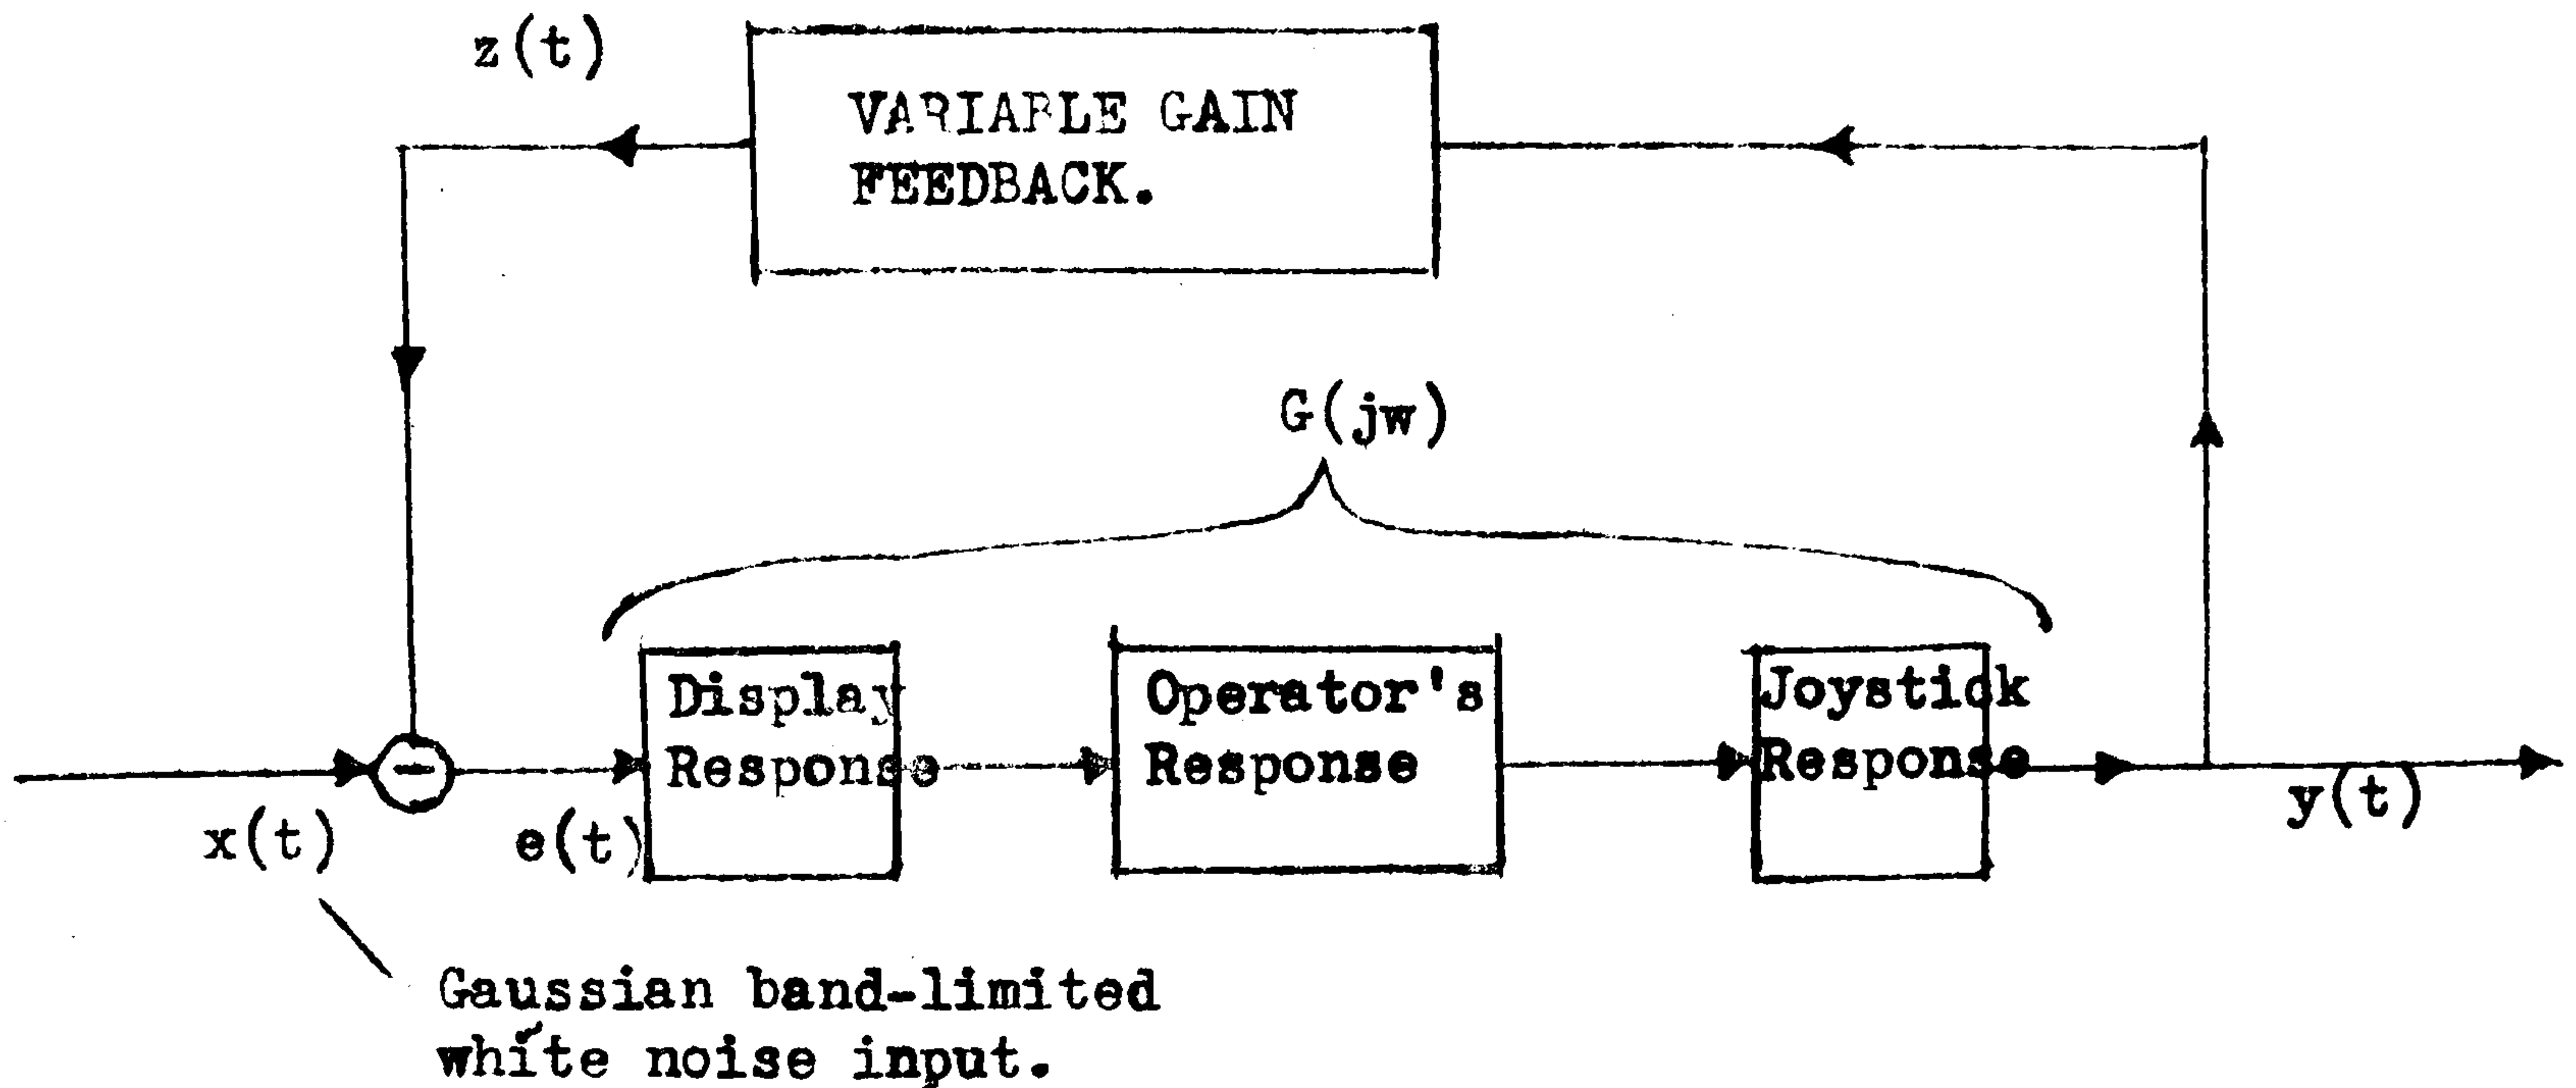 z(t)
VARIABLE GAIN
FEEDBACK.
G(jw)
Display
Response
Operator's
Response
Joystick
Response
x(t)
e(t)
y(t)
-
Gaussian band-limited
white noise input.